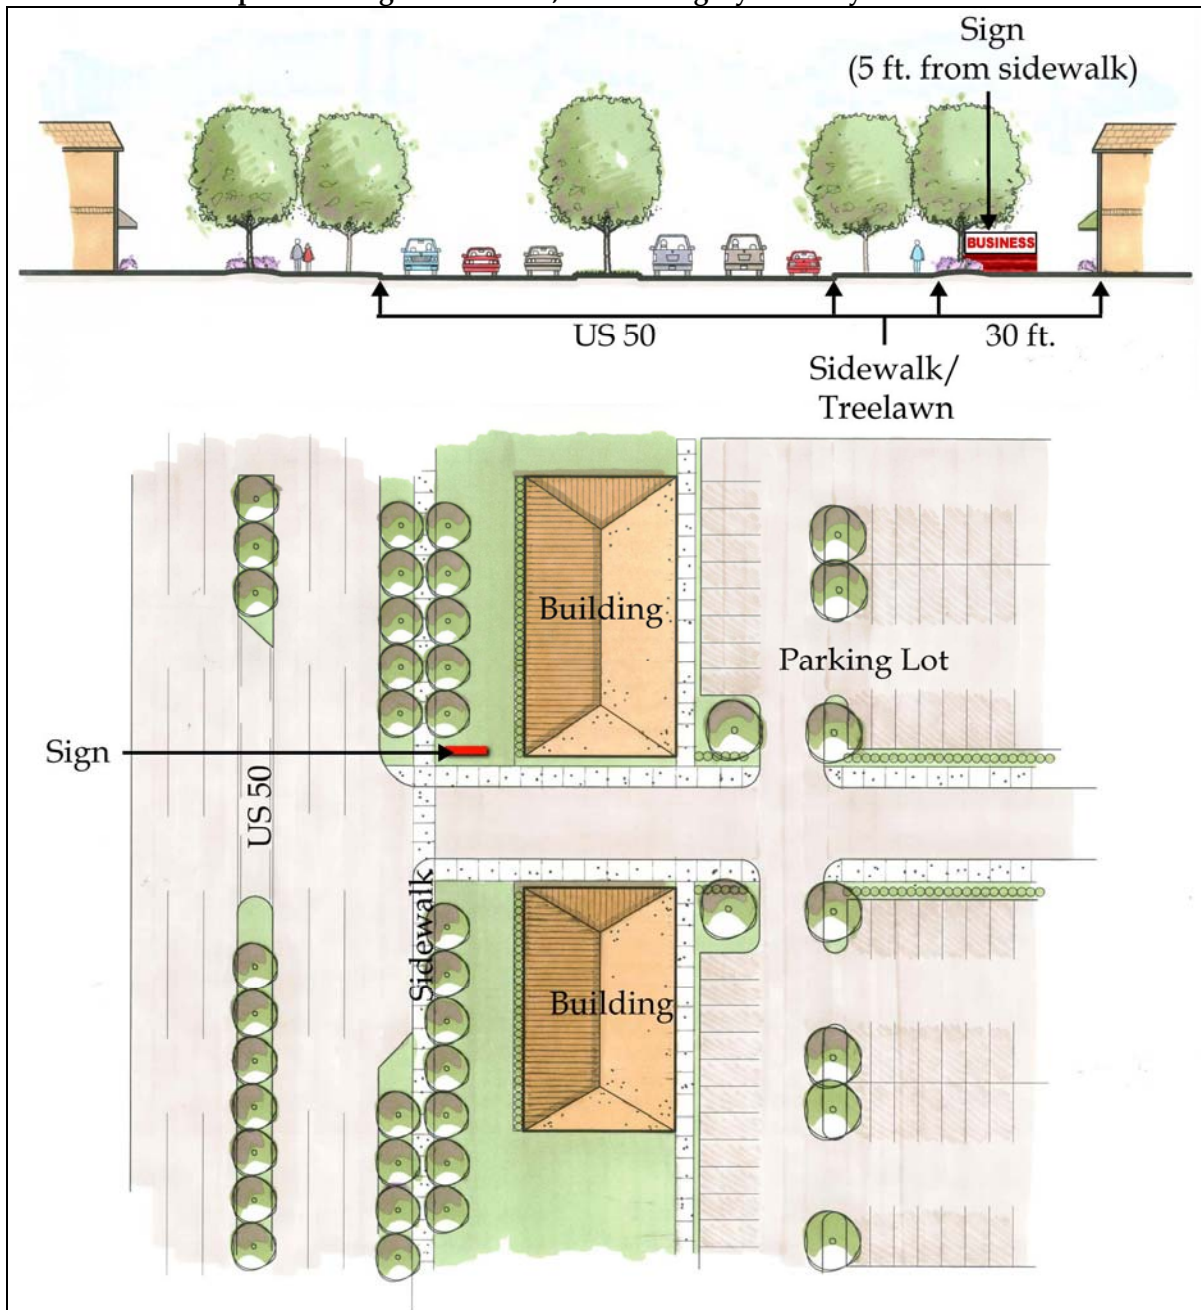 Sign
(5 ft. from sidewalk)
BUSINESS
US 50
30 ft.
Sidewalk/
Treelawn
Building
Parking Lot
Sign
US 50
Sidewalk
Building